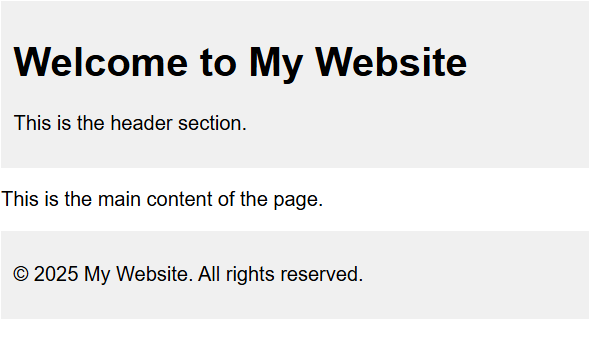 Welcome to My Website
This is the header section.
This is the main content of the page.
© 2025 My Website. All rights reserved.